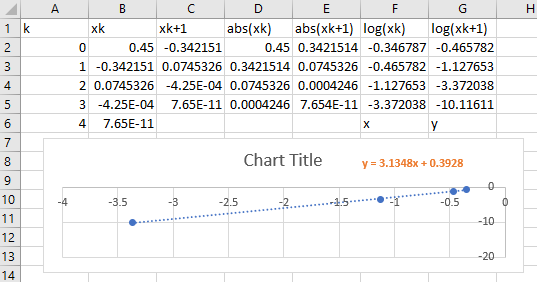 A B C D E F G H
1 k xk xk+1 abs(xk) abs(xk+1) log(xk) log(xk+1)
2 0 0.45 -0.342151 0.45 0.3421514 -0.346787 -0.465782
3 1 -0.342151 0.0745326 0.3421514 0.0745326 -0.465782 -1.127653
4 2 0.0745326 -4.25E-04 0.0745326 0.0004246 -1.127653 -3.372038
5 3 -4.25E-04 7.65E-11 0.0004246 7.654E-11 -3.372038 -10.11611
6 4 7.65E-11 x y
7
8 Chart Title y = 3.1348x + 0.3928
9 0
10 -4 -3.5 -3 -2.5 -2 -1.5 -1 -0.5 0
11 -10
12
13 -20
14